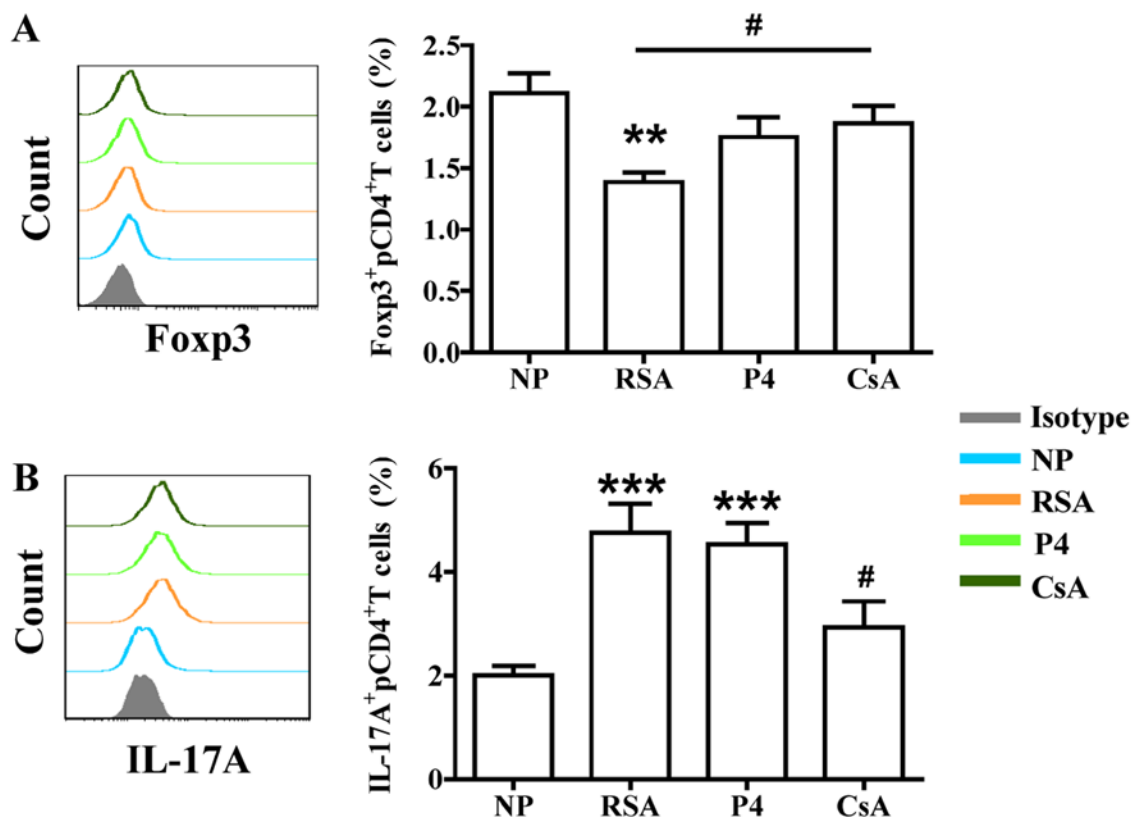 A
Count
Foxp3
Foxp3⁺pCD4⁺T cells (%)
2.5
2.0
1.5
1.0
0.5
0.0
#
**
NP RSA P4 CsA
B
Count
IL-17A
IL-17A⁺pCD4⁺T cells (%)
6
4
2
0
***
***
#
NP RSA P4 CsA
Isotype
NP
RSA
P4
CsA